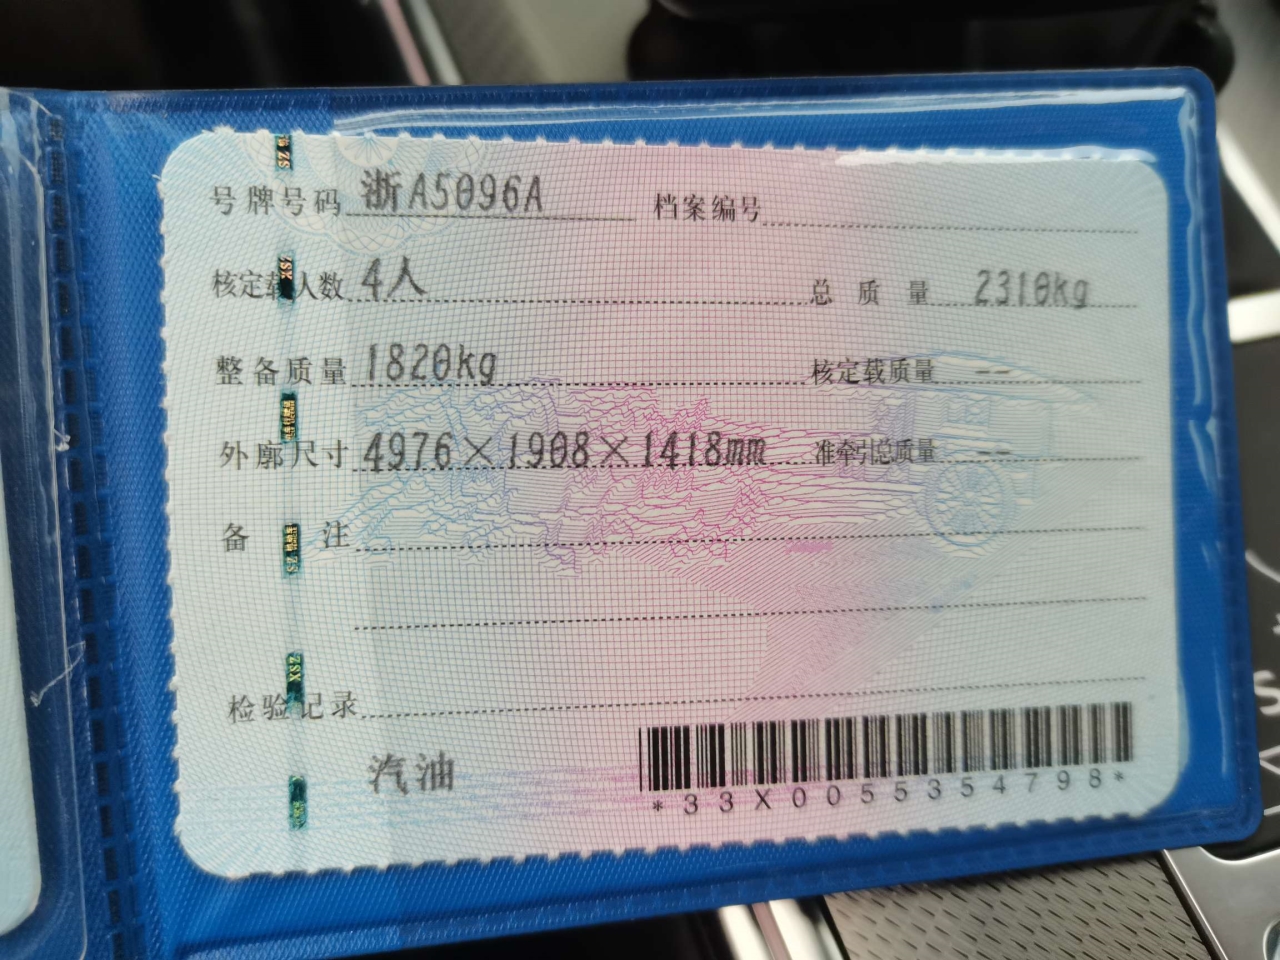 号牌号码 浙A5096A 档案编号
核定载人数 4人 总质量 2310kg
整备质量 1820kg 核定载质量 --
外廓尺寸 4976×1908×1418mm 准牵引总质量 --
备注
检验记录
汽油
*33X0055354798*